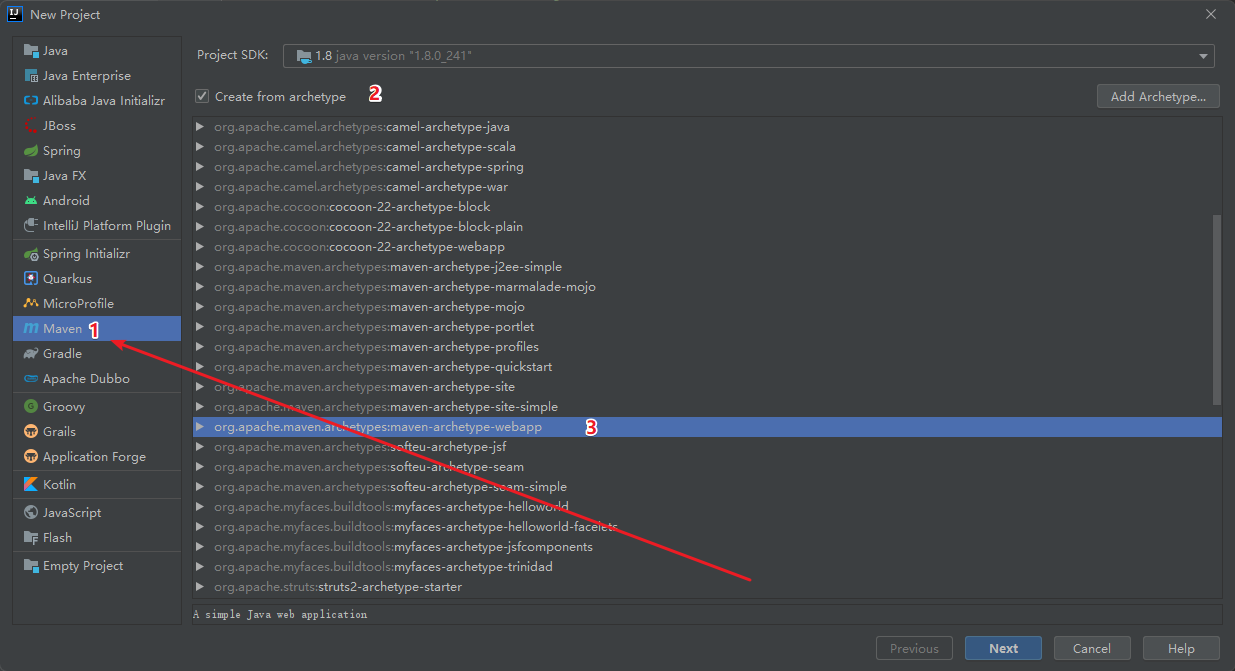 New Project
Java
Java Enterprise
Alibaba Java Initializr
JBoss
Spring
Java FX
Android
IntelliJ Platform Plugin
Spring Initializr
Quarkus
MicroProfile
Maven 1
Gradle
Apache Dubbo
Groovy
Grails
Application Forge
Kotlin
JavaScript
Flash
Empty Project
Project SDK: 1.8 java version "1.8.0_241"
Create from archetype 2
Add Archetype...
org.apache.camel.archetypes:camel-archetype-java
org.apache.camel.archetypes:camel-archetype-scala
org.apache.camel.archetypes:camel-archetype-spring
org.apache.camel.archetypes:camel-archetype-war
org.apache.cocoon:cocoon-22-archetype-block
org.apache.cocoon:cocoon-22-archetype-block-plain
org.apache.cocoon:cocoon-22-archetype-webapp
org.apache.maven.archetypes:maven-archetype-j2ee-simple
org.apache.maven.archetypes:maven-archetype-marmalade-mojo
org.apache.maven.archetypes:maven-archetype-mojo
org.apache.maven.archetypes:maven-archetype-portlet
org.apache.maven.archetypes:maven-archetype-profiles
org.apache.maven.archetypes:maven-archetype-quickstart
org.apache.maven.archetypes:maven-archetype-site
org.apache.maven.archetypes:maven-archetype-site-simple
org.apache.maven.archetypes:maven-archetype-webapp 3
org.apache.maven.archetypes:softeu-archetype-jsf
org.apache.maven.archetypes:softeu-archetype-seam
org.apache.maven.archetypes:softeu-archetype-seam-simple
org.apache.myfaces.buildtools:myfaces-archetype-helloworld
org.apache.myfaces.buildtools:myfaces-archetype-helloworld-facelets
org.apache.myfaces.buildtools:myfaces-archetype-jsfcomponents
org.apache.myfaces.buildtools:myfaces-archetype-trinidad
org.apache.struts:struts2-archetype-starter
A simple Java web application
Previous
Next
Cancel
Help